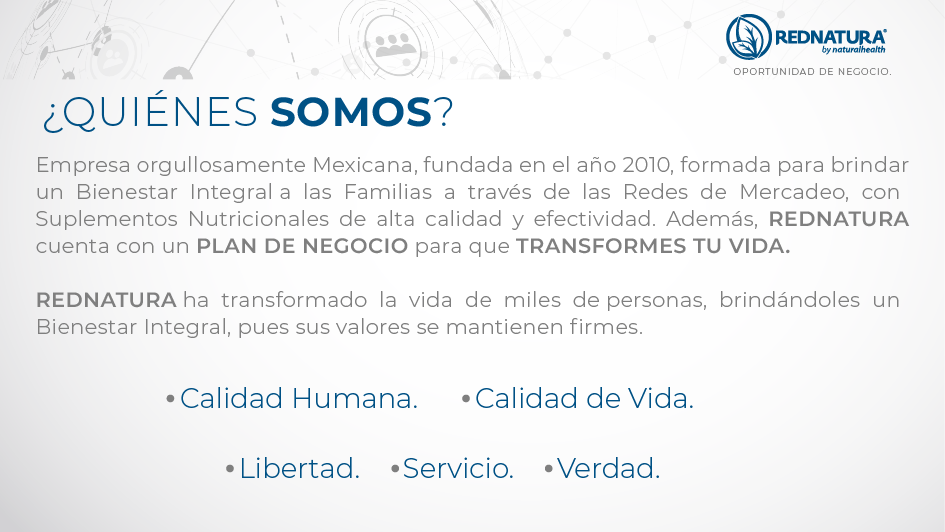 REDNATURA®
by naturalhealth
OPORTUNIDAD DE NEGOCIO.
¿QUIÉNES SOMOS?
Empresa orgullosamente Mexicana, fundada en el año 2010, formada para brindar
un Bienestar Integral a las Familias a través de las Redes de Mercadeo, con
Suplementos Nutricionales de alta calidad y efectividad. Además, REDNATURA
cuenta con un PLAN DE NEGOCIO para que TRANSFORMES TU VIDA.
REDNATURA ha transformado la vida de miles de personas, brindándoles un
Bienestar Integral, pues sus valores se mantienen firmes.
•Calidad Humana. •Calidad de Vida.
•Libertad. •Servicio. •Verdad.